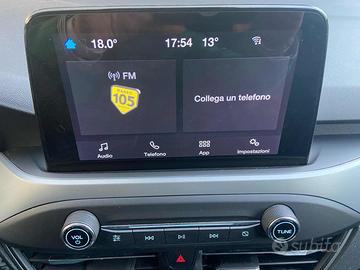 18.0° 17:54 13°
FM
RADIO
105
Collega un telefono
Audio Telefono App Impostazioni
VOL TUNE
subito